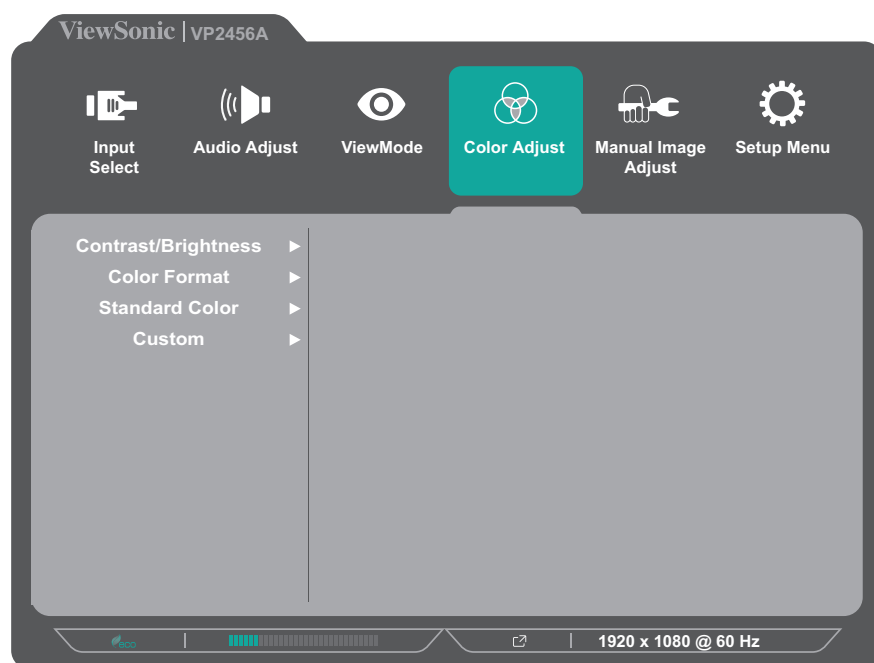 ViewSonic | VP2456A
Input Select
Audio Adjust
ViewMode
Color Adjust
Manual Image Adjust
Setup Menu
Contrast/Brightness ►
Color Format ►
Standard Color ►
Custom ►
eco
1920 x 1080 @ 60 Hz